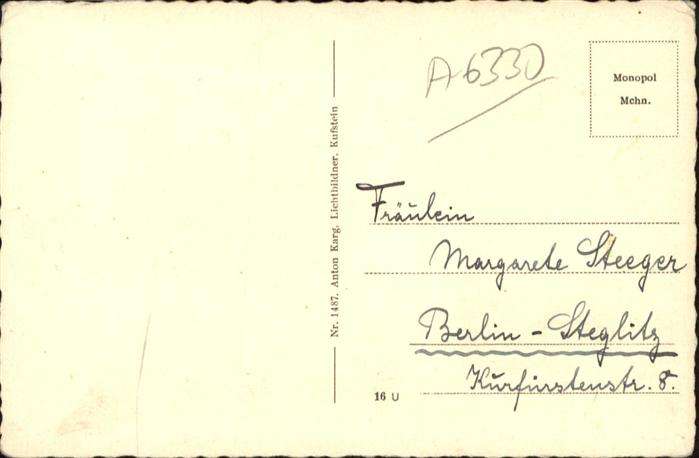 A 6330
Monopol
Mchn.
Nr. 1487. Anton Karg, Lichtbildner, Kufstein
Fräulein
Margarete Steeger
Berlin - Steglitz
Kurfürstenstr. 8.
16 U